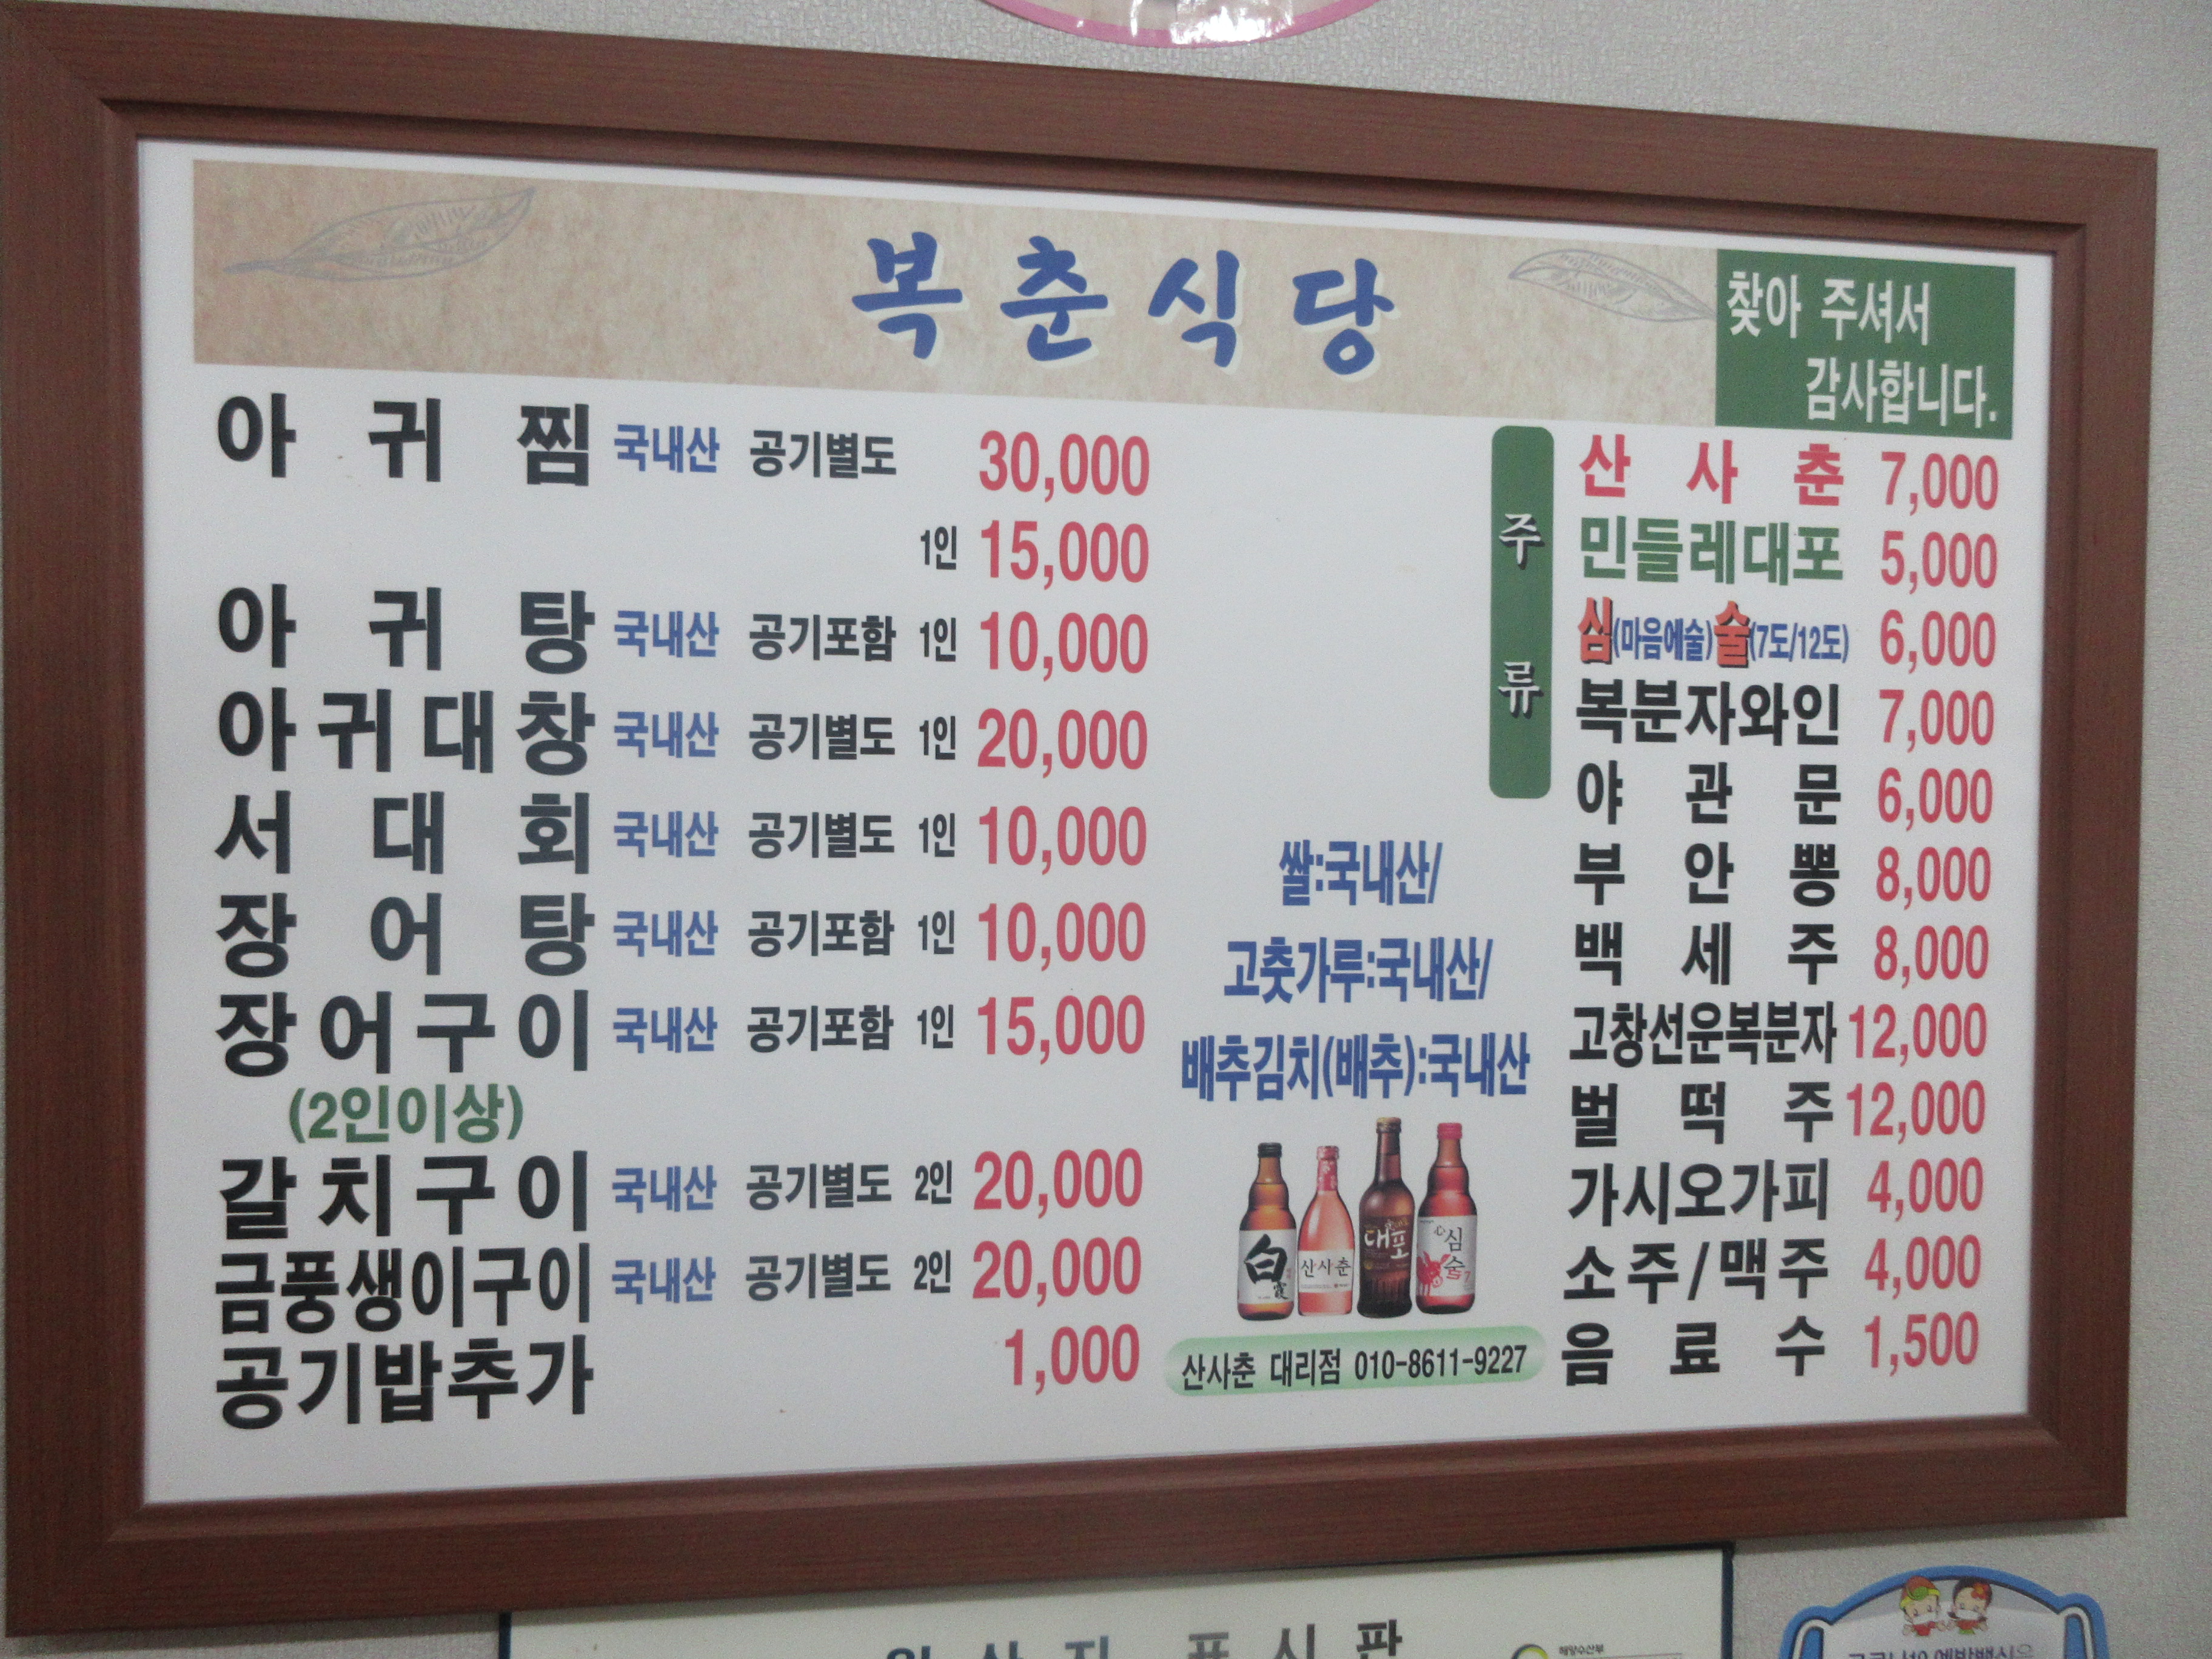 복춘식당
찾아 주셔서
감사합니다.
아귀찜 국내산 공기별도 30,000
1인 15,000
아귀탕 국내산 공기포함 1인 10,000
아귀대창 국내산 공기별도 1인 20,000
서대회 국내산 공기별도 1인 10,000
장어탕 국내산 공기포함 1인 10,000
장어구이 국내산 공기포함 1인 15,000
(2인이상)
갈치구이 국내산 공기별도 2인 20,000
금풍생이구이 국내산 공기별도 2인 20,000
공기밥추가 1,000
쌀:국내산/
고춧가루:국내산/
배추김치(배추):국내산
白霞
산사춘
대포
심술7
산사춘 대리점 010-8611-9227
주류
산사춘 7,000
민들레대포 5,000
심(마음에술)술(7도/12도) 6,000
복분자와인 7,000
야관문 6,000
부안뽕 8,000
백세주 8,000
고창선운복분자 12,000
벌떡주 12,000
가시오가피 4,000
소주/맥주 4,000
음료수 1,500
원산지 표시판
해양수산부